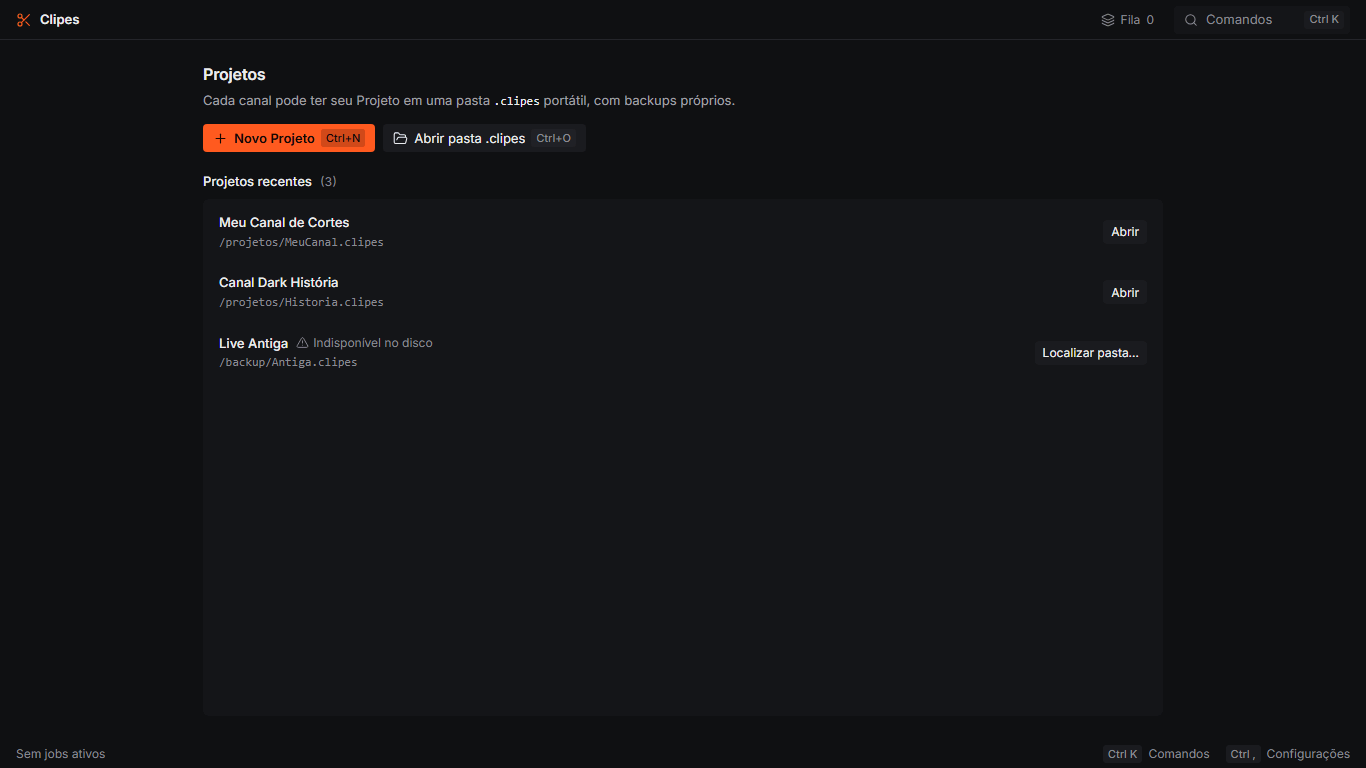 Clipes
Fila 0
Comandos Ctrl K
Projetos
Cada canal pode ter seu Projeto em uma pasta .clipes portátil, com backups próprios.
Novo Projeto Ctrl+N
Abrir pasta .clipes Ctrl+O
Projetos recentes (3)
Meu Canal de Cortes
/projetos/MeuCanal.clipes
Abrir
Canal Dark História
/projetos/Historia.clipes
Abrir
Live Antiga Indisponível no disco
/backup/Antiga.clipes
Localizar pasta...
Sem jobs ativos
Ctrl K Comandos
Ctrl , Configurações